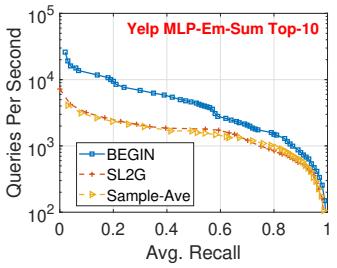 Yelp MLP-Em-Sum Top-10
Queries Per Second
10^5
10^4
10^3
10^2
BEGIN
SL2G
Sample-Ave
0 0.2 0.4 0.6 0.8 1
Avg. Recall